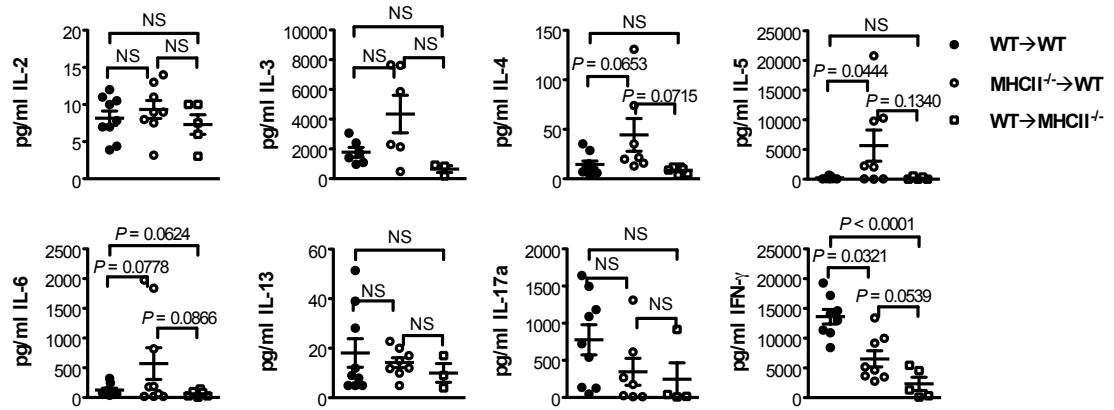 NS
NS
NS
20
15
10
5
0
pg/ml IL-2
NS
NS
NS
10000
8000
6000
4000
2000
0
pg/ml IL-3
NS
P = 0.0653
P = 0.0715
150
100
50
0
pg/ml IL-4
NS
P = 0.0444
P = 0.1340
25000
20000
15000
10000
5000
0
pg/ml IL-5
WT→WT
MHCII-/-→WT
WT→MHCII-/-
P = 0.0624
P = 0.0778
P = 0.0866
2500
2000
1500
1000
500
0
pg/ml IL-6
NS
NS
NS
60
40
20
0
pg/ml IL-13
NS
NS
NS
2000
1500
1000
500
0
pg/ml IL-17a
P < 0.0001
P = 0.0321
P = 0.0539
25000
20000
15000
10000
5000
0
pg/ml IFN-γ